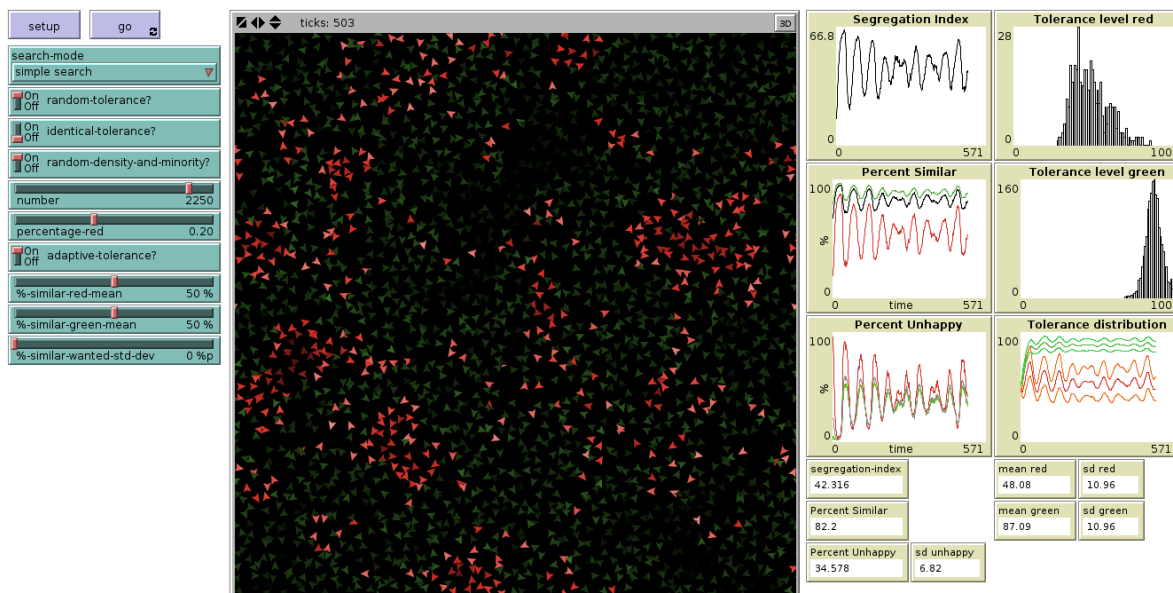 setup
go
search-mode
simple search
On
Off
random-tolerance?
On
Off
identical-tolerance?
On
Off
random-density-and-minority?
number 2250
percentage-red 0.20
On
Off
adaptive-tolerance?
%-similar-red-mean 50 %
%-similar-green-mean 50 %
%-similar-wanted-std-dev 0 %p
ticks: 503
3D
Segregation Index
66.8
0
0 571
Tolerance level red
28
0
0 100
Percent Similar
100
%
0
0 time 571
Tolerance level green
160
0
0 100
Percent Unhappy
100
%
0
0 time 571
Tolerance distribution
100
0
0 571
segregation-index
42.316
mean red
48.08
sd red
10.96
Percent Similar
82.2
mean green
87.09
sd green
10.96
Percent Unhappy
34.578
sd unhappy
6.82